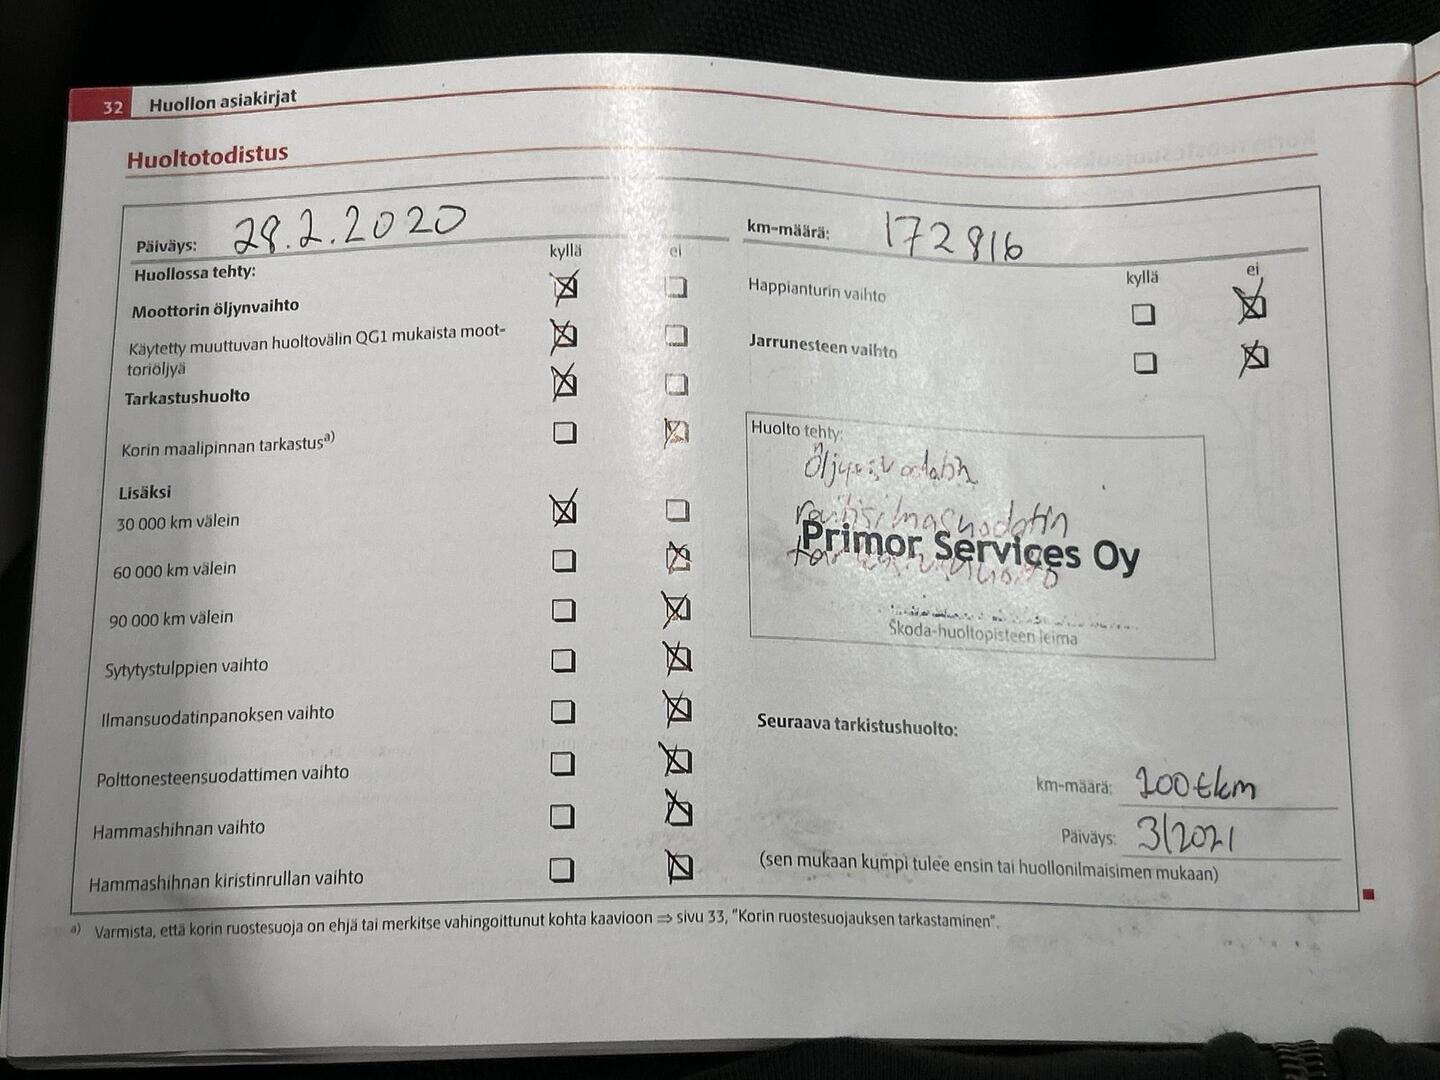 32 Huollon asiakirjat
Huoltotodistus
Päiväys: 28.2.2020
kyllä ei
Huollossa tehty:
Moottorin öljynvaihto
Käytetty muuttuvan huoltovälin QG1 mukaista moot-
toriöljyä
Tarkastushuolto
Korin maalipinnan tarkastus a)
Lisäksi
30 000 km välein
60 000 km välein
90 000 km välein
Sytytystulppien vaihto
Ilmansuodatinpanoksen vaihto
Polttonesteensuodattimen vaihto
Hammashihnan vaihto
Hammashihnan kiristinrullan vaihto
km-määrä: 172816
kyllä ei
Happianturin vaihto
Jarrunesteen vaihto
Huolto tehty:
Primor Services Oy
Škoda-huoltopisteen leima
Seuraava tarkistushuolto:
km-määrä: 200tkm
Päiväys: 3/2021
(sen mukaan kumpi tulee ensin tai huollonilmaisimen mukaan)
a) Varmista, että korin ruostesuoja on ehjä tai merkitse vahingoittunut kohta kaavioon ⇒ sivu 33, "Korin ruostesuojauksen tarkastaminen".